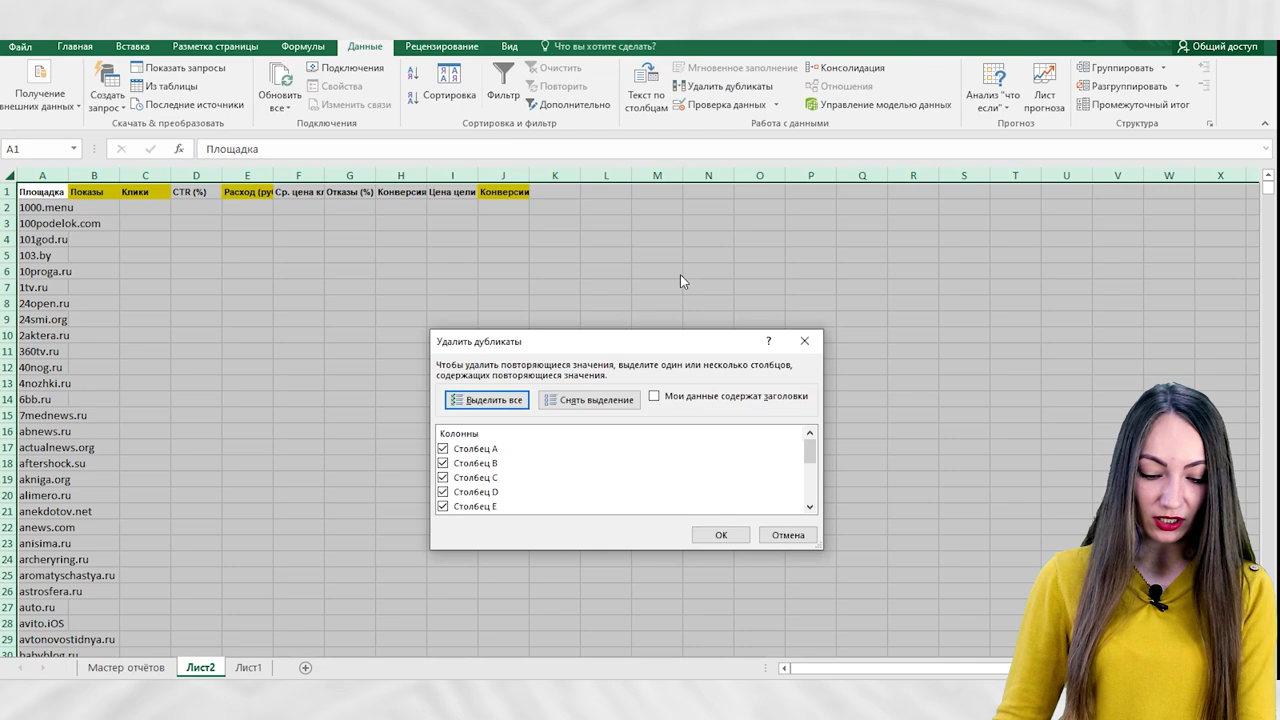 Файл Главная Вставка Разметка страницы Формулы Данные Рецензирование Вид Что вы хотите сделать? Общий доступ
Получение внешних данных
Создать запрос
Показать запросы
Из таблицы
Последние источники
Скачать & преобразовать
Обновить все
Подключения
Свойства
Изменить связи
Подключения
Сортировка
Фильтр
Очистить
Повторить
Дополнительно
Сортировка и фильтр
Текст по столбцам
Мгновенное заполнение
Удалить дубликаты
Проверка данных
Консолидация
Отношения
Управление моделью данных
Работа с данными
Анализ "что если"
Лист прогноза
Прогноз
Группировать
Разгруппировать
Промежуточный итог
Структура
A1 fx Площадка
A B C D E F G H I J K L M N O P Q R S T U V W X
1 Площадка Показы Клики CTR (%) Расход (ру Ср. цена кл Отказы (%) Конверсия Цена цели Конверсии
2 1000.menu
3 100podelok.com
4 101god.ru
5 103.by
6 10proga.ru
7 1tv.ru
8 24open.ru
9 24smi.org
10 2aktera.ru
11 360tv.ru
12 40nog.ru
13 4nozhki.ru
14 6bb.ru
15 7mednews.ru
16 abnews.ru
17 actualnews.org
18 aftershock.su
19 akniga.org
20 alimero.ru
21 anekdotov.net
22 anews.com
23 anisima.ru
24 archeryring.ru
25 aromatyschastya.ru
26 astrosfera.ru
27 auto.ru
28 avito.iOS
29 avtonovostidnya.ru
30 babyblog.ru
Удалить дубликаты ?
Чтобы удалить повторяющиеся значения, выделите один или несколько столбцов,
содержащих повторяющиеся значения.
Выделить все Снять выделение Мои данные содержат заголовки
Колонны
Столбец A
Столбец B
Столбец C
Столбец D
Столбец E
ОК Отмена
Мастер отчётов Лист2 Лист1